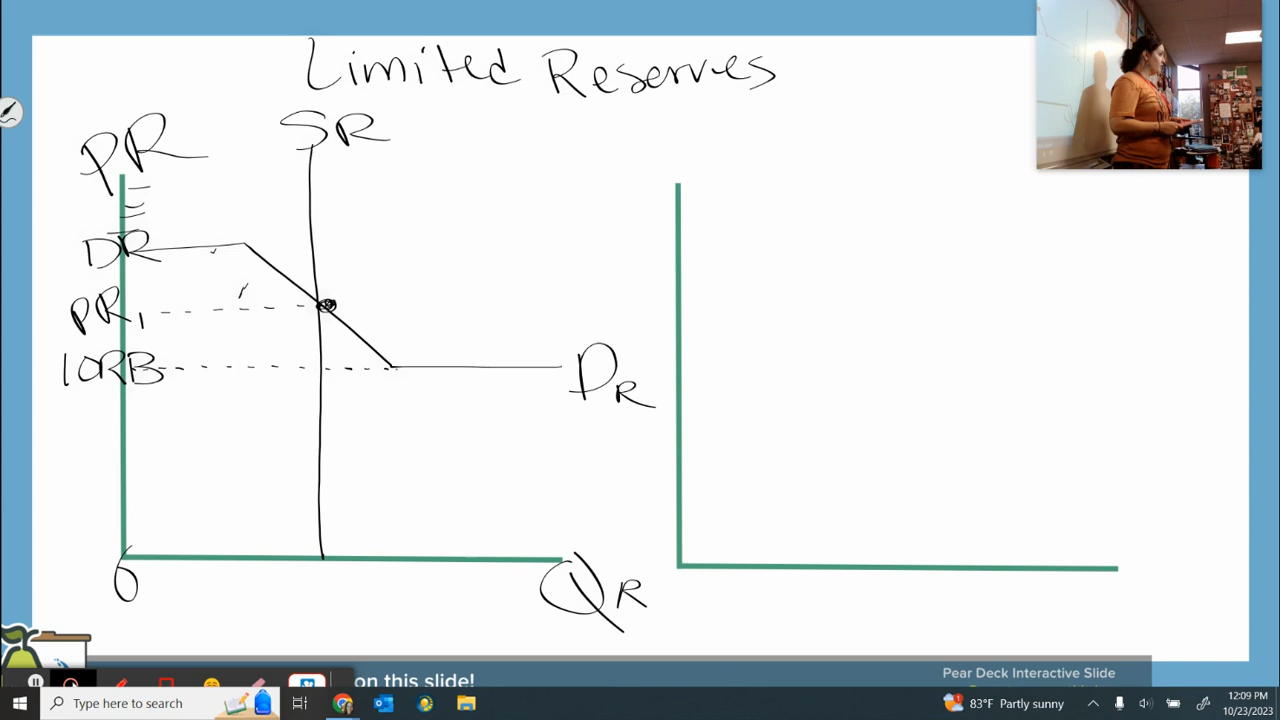 Limited Reserves
PR
SR
DR
PR1
IORB
DR
0
QR
on this slide!
Pear Deck Interactive Slide
Type here to search
83°F Partly sunny
12:09 PM
10/23/2023